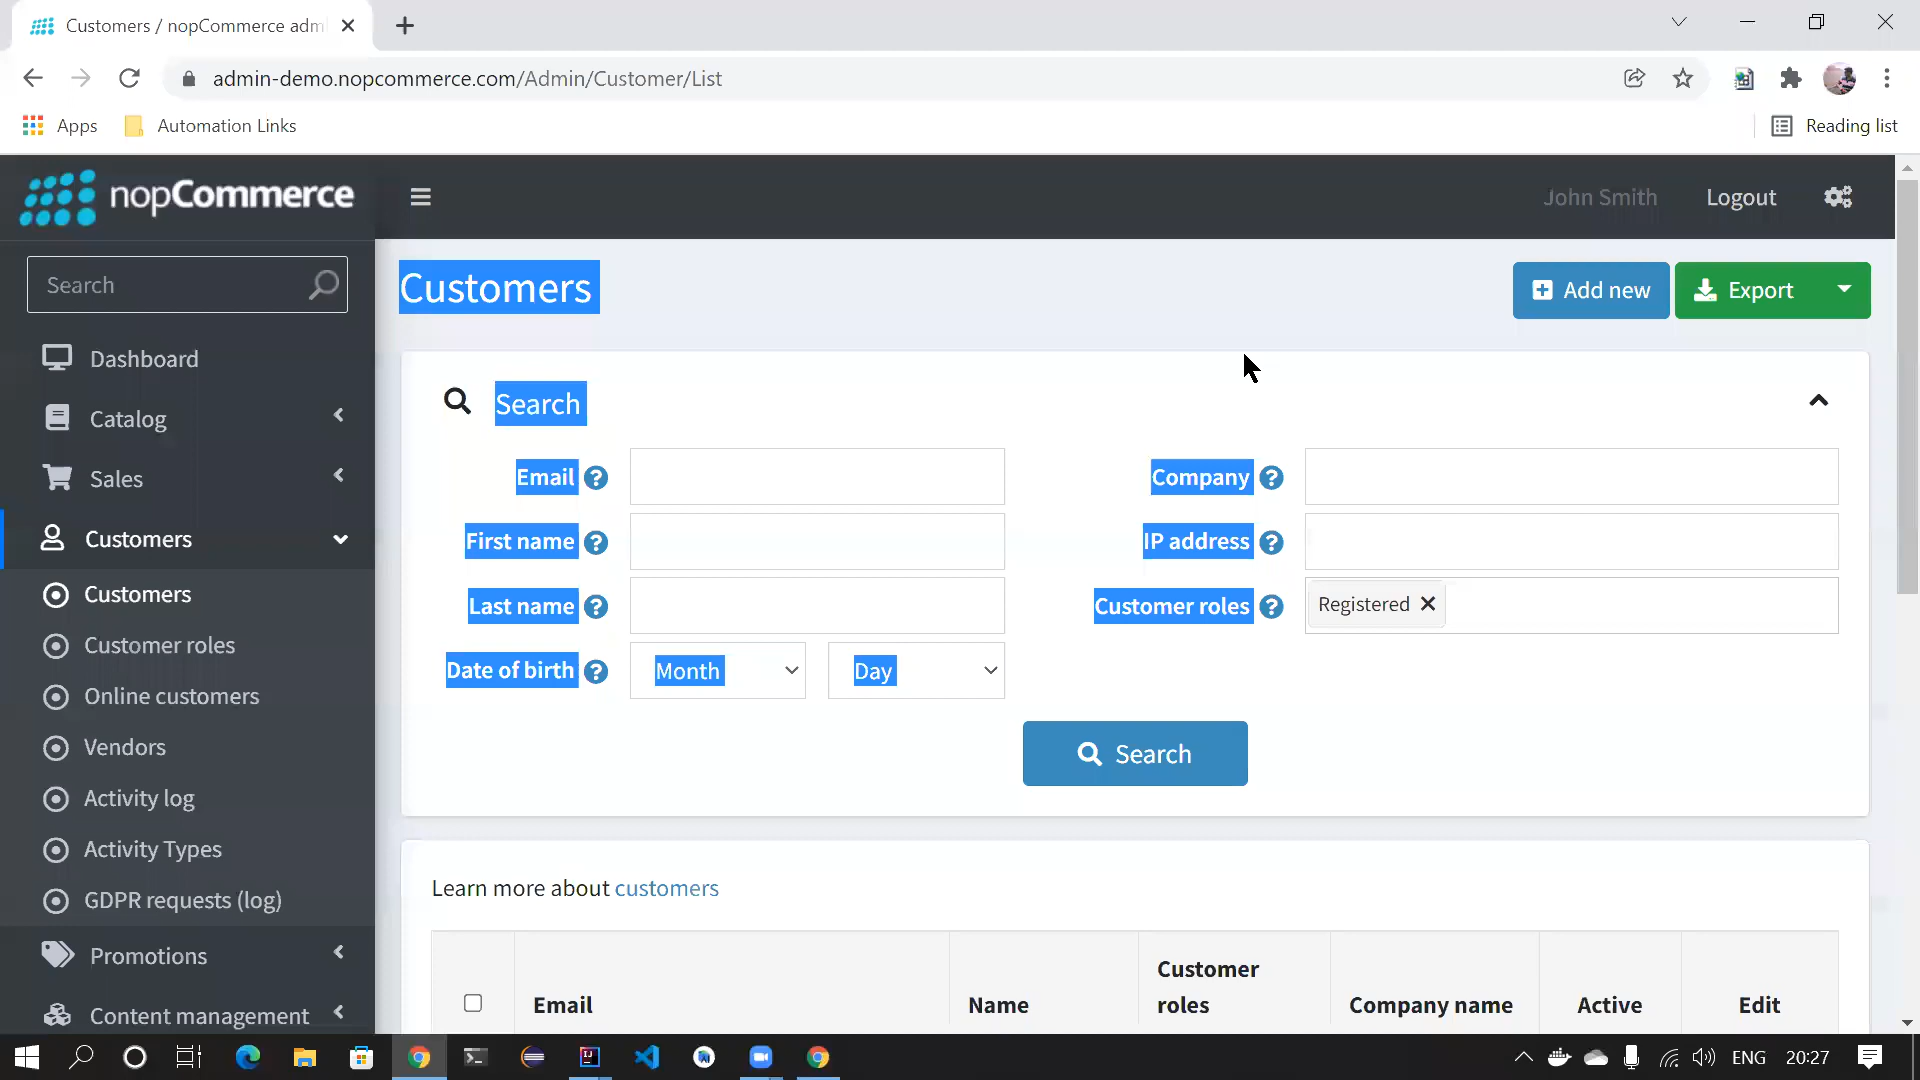 Customers / nopCommerce adm
admin-demo.nopcommerce.com/Admin/Customer/List
Apps
Automation Links
Reading list
nopCommerce
John Smith
Logout
Search
Customers
Add new
Export
Dashboard
Catalog
Sales
Customers
Customers
Customer roles
Online customers
Vendors
Activity log
Activity Types
GDPR requests (log)
Promotions
Content management
Search
Email
Company
First name
IP address
Last name
Customer roles
Registered
Date of birth
Month
Day
Search
Learn more about customers
Email
Name
Customer roles
Company name
Active
Edit
ENG
20:27